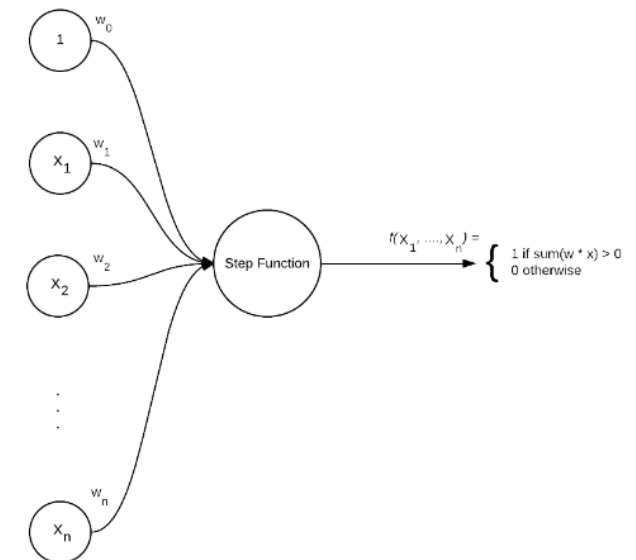 1
w0
x1
w1
x2
w2
.
.
.
xn
wn
Step Function
f(x1, ...., xn) =
{ 1 if sum(w * x) > 0
0 otherwise